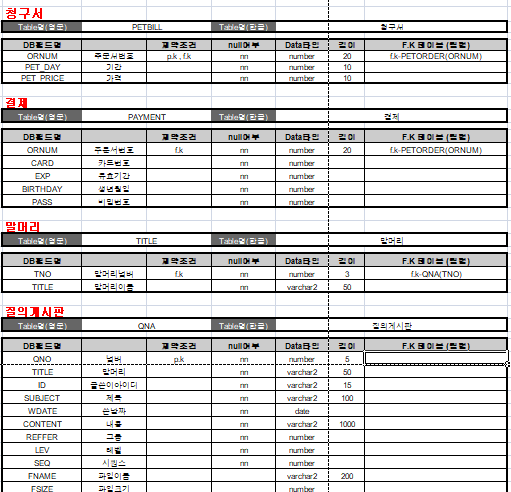 청구서
Table명(영문) PETBILL Table명(한글) 청구서
DB필드명 제약조건 null여부 Data타입 길이 F.K 테이블 (컬럼)
ORNUM 주문서번호 p.k , f.k nn number 20 f.k-PETORDER(ORNUM)
PET_DAY 기간 nn number 10
PET_PRICE 가격 nn number 10
결제
Table명(영문) PAYMENT Table명(한글) 결제
DB필드명 제약조건 null여부 Data타입 길이 F.K 테이블 (컬럼)
ORNUM 주문서번호 f.k nn number 20 f.k-PETORDER(ORNUM)
CARD 카드번호 nn number
EXP 유효기간 nn number
BIRTHDAY 생년월일 nn number
PASS 비밀번호 nn number
말머리
Table명(영문) TITLE Table명(한글) 말머리
DB필드명 제약조건 null여부 Data타입 길이 F.K 테이블 (컬럼)
TNO 말머리넘버 f.k nn number 3 f.k-QNA(TNO)
TITLE 말머리이름 nn varchar2 50
질의게시판
Table명(영문) QNA Table명(한글) 질의게시판
DB필드명 제약조건 null여부 Data타입 길이 F.K 테이블 (컬럼)
QNO 넘버 p.k nn number 5
TITLE 말머리 nn varchar2 50
ID 글쓴이아이디 nn varchar2 15
SUBJECT 제목 nn varchar2 100
WDATE 쓴날짜 nn date
CONTENT 내용 nn varchar2 1000
REFFER 그룹 nn number
LEV 레벨 nn number
SEQ 시퀀스 nn number
FNAME 파일이름 varchar2 200
FSIZE 파일크기 number